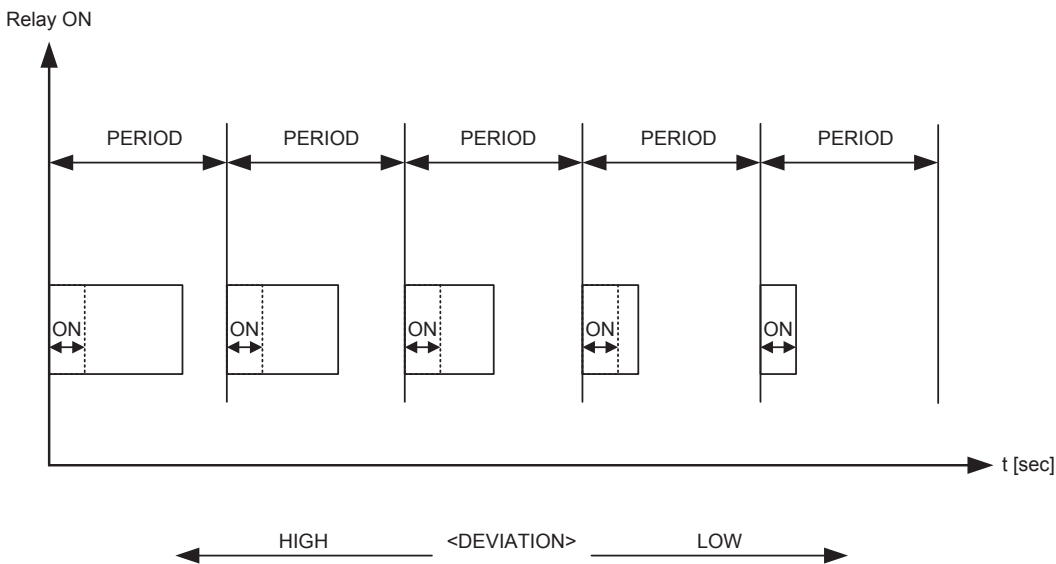 Relay ON
PERIOD PERIOD PERIOD PERIOD PERIOD
ON ON ON ON ON
t [sec]
HIGH <DEVIATION> LOW